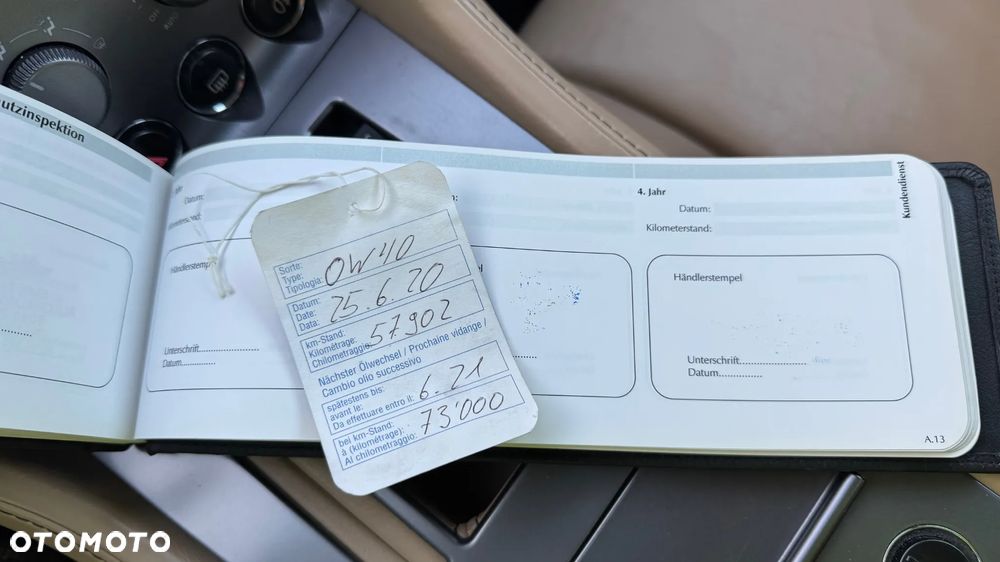 utzinspektion
Datum:
4. Jahr
Datum:
Kilometerstand:
Kundendienst
Händlerstempel
Unterschrift
Datum
Händlerstempel
Unterschrift
Datum
A.13
Sorte:
Type:
Tipologia: 0W40
Datum:
Date:
Data: 25.6.20
km-Stand:
Kilométrage:
Chilometraggio: 57902
Nächster Ölwechsel / Prochaine vidange /
Cambio olio successivo
spätestens bis:
avant le:
Da effettuare entro il: 6.21
bei km-Stand:
à (kilométrage):
Al chilometraggio: 73'000
OTOMOTO
Auto